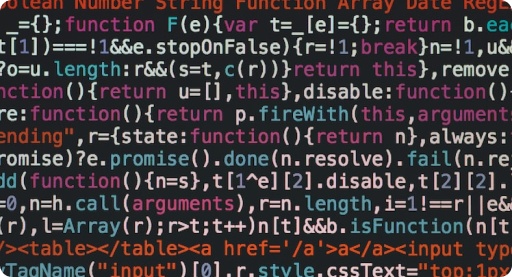 olean Number String Function Array Date RegE
_={};function F(e){var t=_[e]={};return b.eac
t[1])===!1&&e.stopOnFalse){r=!1;break}n=!1,u&
?o=u.length:r&&(s=t,c(r))}return this},remove
nction(){return u=[],this},disable:function()
re:function(){return p.fireWith(this,arguments
ending",r={state:function(){return n},always:
romise)?e.promise().done(n.resolve).fail(n.re
dd(function(){n=s},t[1^e][2].disable,t[2][2].
=0,n=h.call(arguments),r=n.length,i=1!==r||e&
(r),l=Array(r);r>t;t++)n[t]&&b.isFunction(n[t
/><table></table><a href='/a'>a</a><input typ
TagName("input")[0],r.style.cssText="top:1px